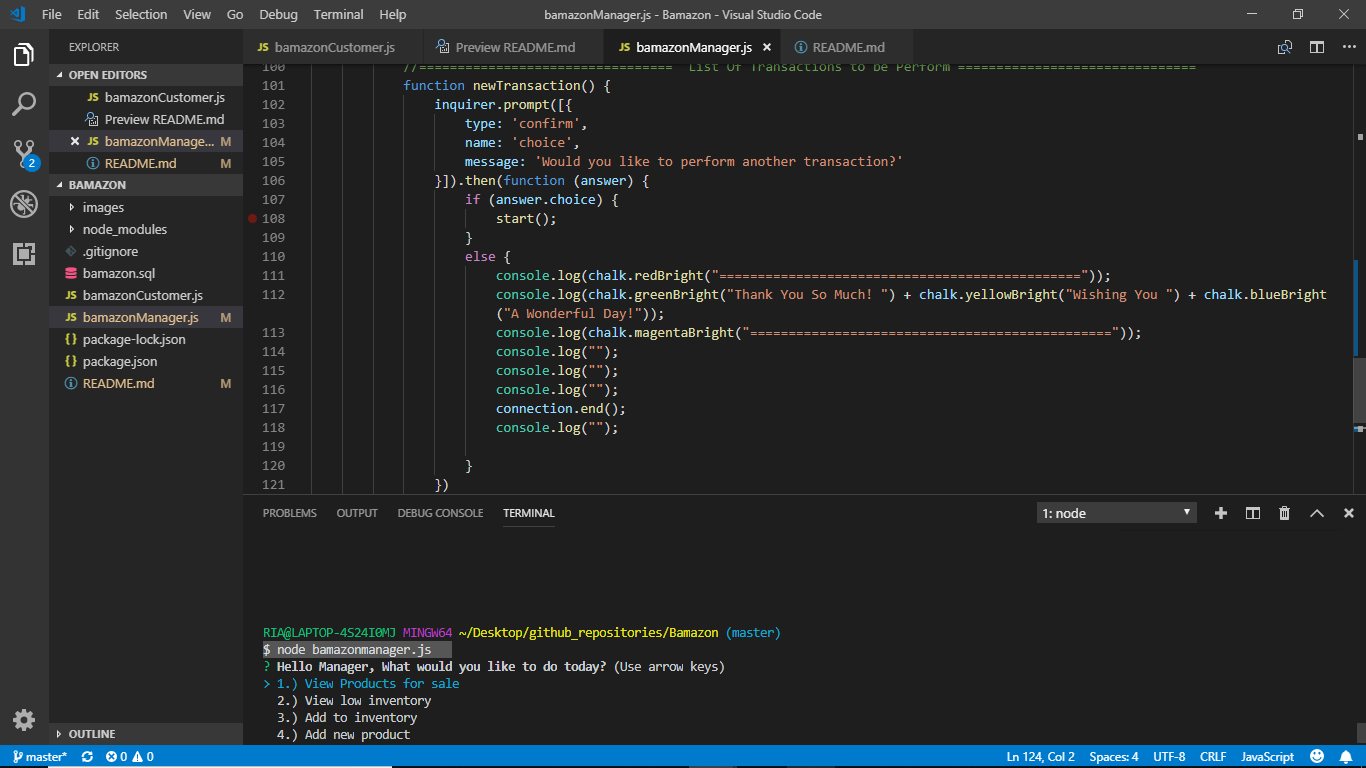 File Edit Selection View Go Debug Terminal Help
bamazonManager.js - Bamazon - Visual Studio Code
EXPLORER
OPEN EDITORS
JS bamazonCustomer.js
Preview README.md
JS bamazonManage... M
README.md M
2
BAMAZON
images
node_modules
.gitignore
bamazon.sql
JS bamazonCustomer.js
JS bamazonManager.js M
{} package-lock.json
{} package.json
README.md M
OUTLINE
JS bamazonCustomer.js Preview README.md JS bamazonManager.js README.md
100 //================================= List Of Transactions to be Perform ===============================
101 function newTransaction() {
102 inquirer.prompt([{
103 type: 'confirm',
104 name: 'choice',
105 message: 'Would you like to perform another transaction?'
106 }]).then(function (answer) {
107 if (answer.choice) {
108 start();
109 }
110 else {
111 console.log(chalk.redBright("==============================================="));
112 console.log(chalk.greenBright("Thank You So Much! ") + chalk.yellowBright("Wishing You ") + chalk.blueBright
("A Wonderful Day!"));
113 console.log(chalk.magentaBright("==============================================="));
114 console.log("");
115 console.log("");
116 console.log("");
117 connection.end();
118 console.log("");
119
120 }
121 })
PROBLEMS OUTPUT DEBUG CONSOLE TERMINAL
1: node
RIA@LAPTOP-4S24I0MJ MINGW64 ~/Desktop/github_repositories/Bamazon (master)
$ node bamazonmanager.js
? Hello Manager, What would you like to do today? (Use arrow keys)
> 1.) View Products for sale
2.) View low inventory
3.) Add to inventory
4.) Add new product
master* 0 0
Ln 124, Col 2 Spaces: 4 UTF-8 CRLF JavaScript